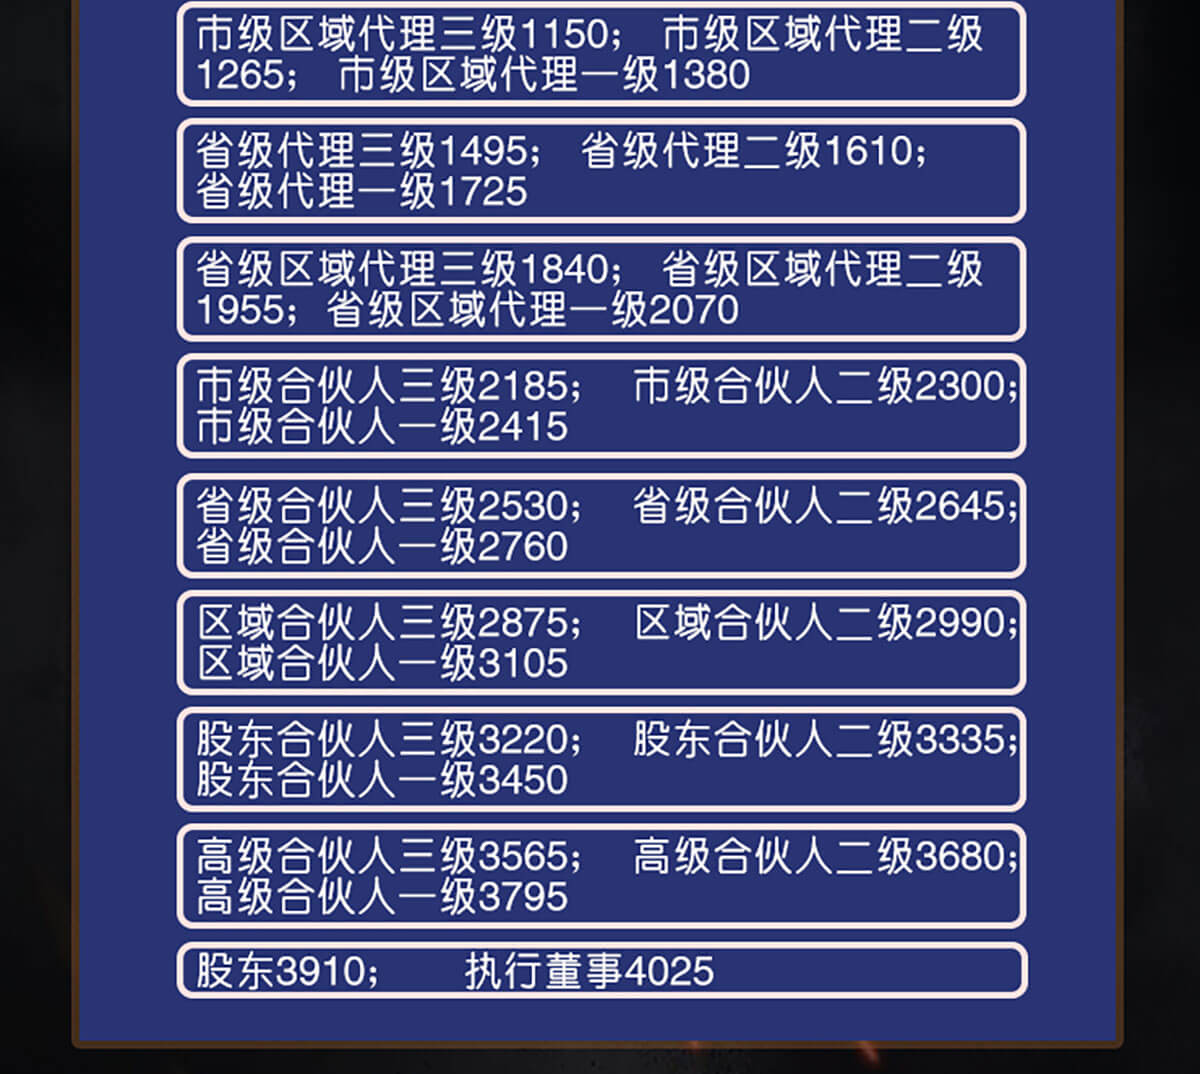 市级区域代理三级1150； 市级区域代理二级
1265； 市级区域代理一级1380
省级代理三级1495； 省级代理二级1610；
省级代理一级1725
省级区域代理三级1840； 省级区域代理二级
1955；省级区域代理一级2070
市级合伙人三级2185； 市级合伙人二级2300；
市级合伙人一级2415
省级合伙人三级2530； 省级合伙人二级2645；
省级合伙人一级2760
区域合伙人三级2875； 区域合伙人二级2990；
区域合伙人一级3105
股东合伙人三级3220； 股东合伙人二级3335；
股东合伙人一级3450
高级合伙人三级3565； 高级合伙人二级3680；
高级合伙人一级3795
股东3910； 执行董事4025